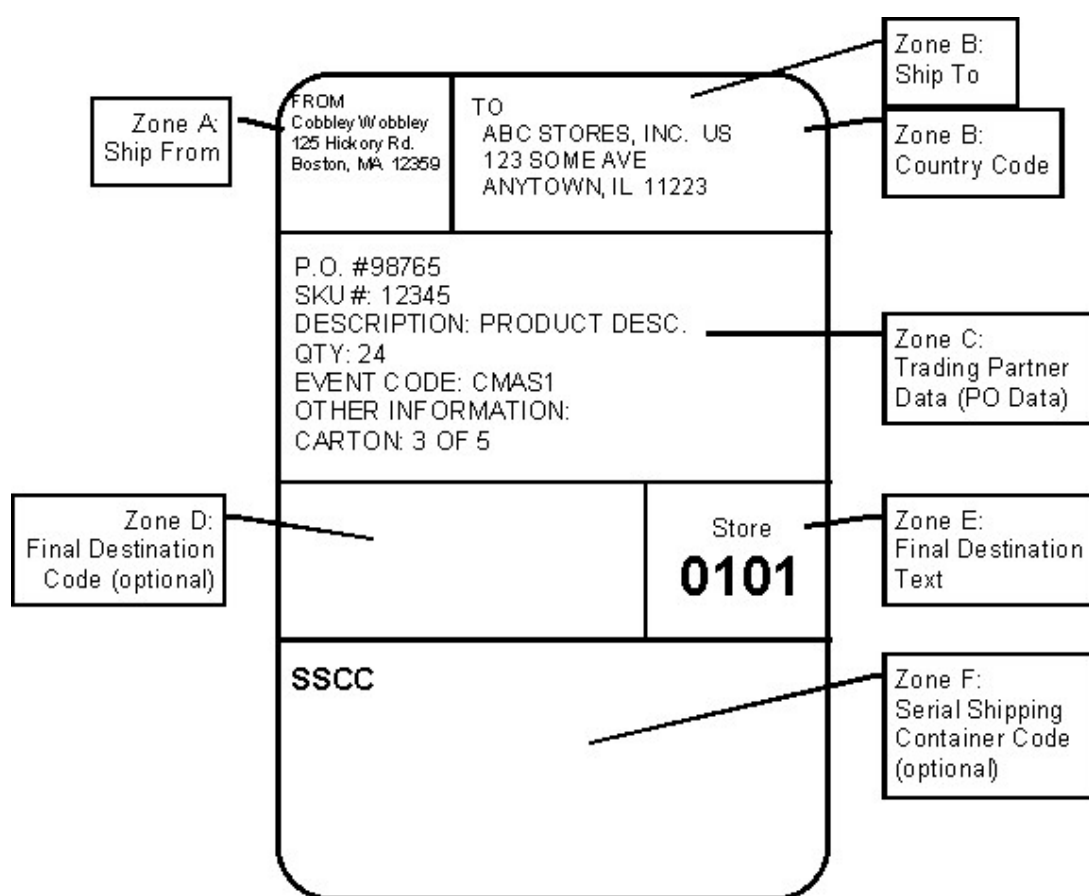 Zone A:
Ship From
FROM
Cobbley Wobbley
125 Hickory Rd.
Boston, MA 12359
TO
ABC STORES, INC. US
123 SOME AVE
ANYTOWN, IL 11223
Zone B:
Ship To
Zone B:
Country Code
P.O. #98765
SKU #: 12345
DESCRIPTION: PRODUCT DESC.
QTY: 24
EVENT CODE: CMAS1
OTHER INFORMATION:
CARTON: 3 OF 5
Zone C:
Trading Partner
Data (PO Data)
Zone D:
Final Destination
Code (optional)
Store
0101
Zone E:
Final Destination
Text
SSCC
Zone F:
Serial Shipping
Container Code
(optional)